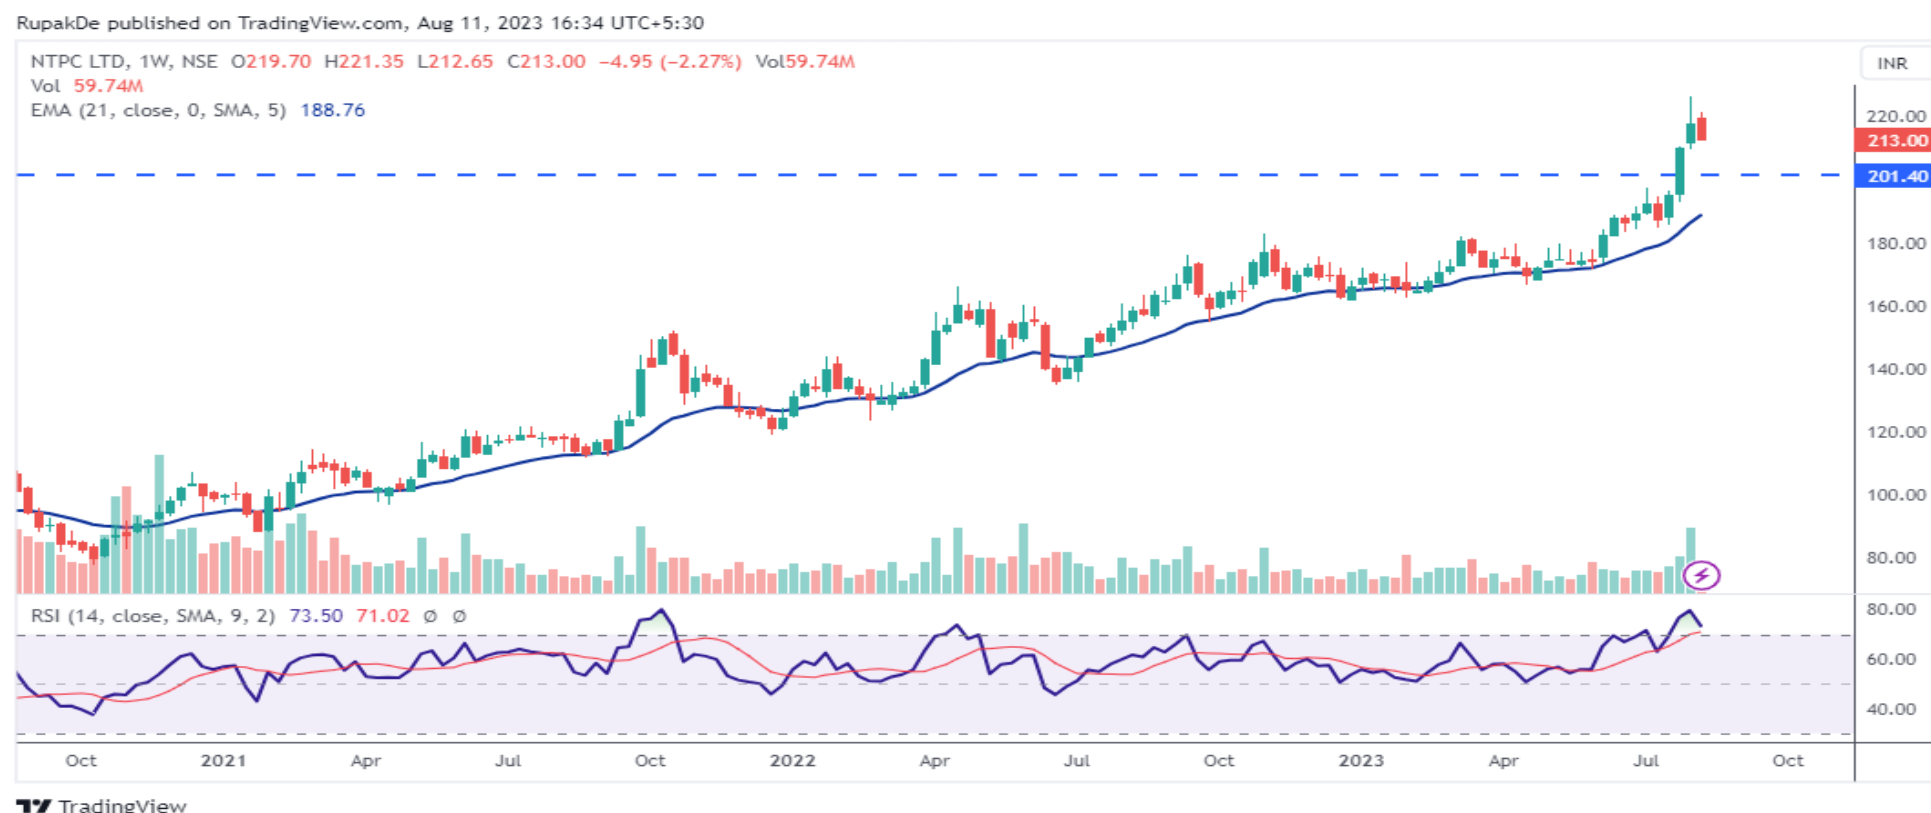 RupakDe published on TradingView.com, Aug 11, 2023 16:34 UTC+5:30
NTPC LTD, 1W, NSE O219.70 H221.35 L212.65 C213.00 −4.95 (−2.27%) Vol59.74M
INR
Vol 59.74M
EMA (21, close, 0, SMA, 5) 188.76
220.00
213.00
201.40
180.00
160.00
140.00
120.00
100.00
80.00
RSI (14, close, SMA, 9, 2) 73.50 71.02 Ø Ø
80.00
60.00
40.00
Oct 2021 Apr Jul Oct 2022 Apr Jul Oct 2023 Apr Jul Oct
TradingView